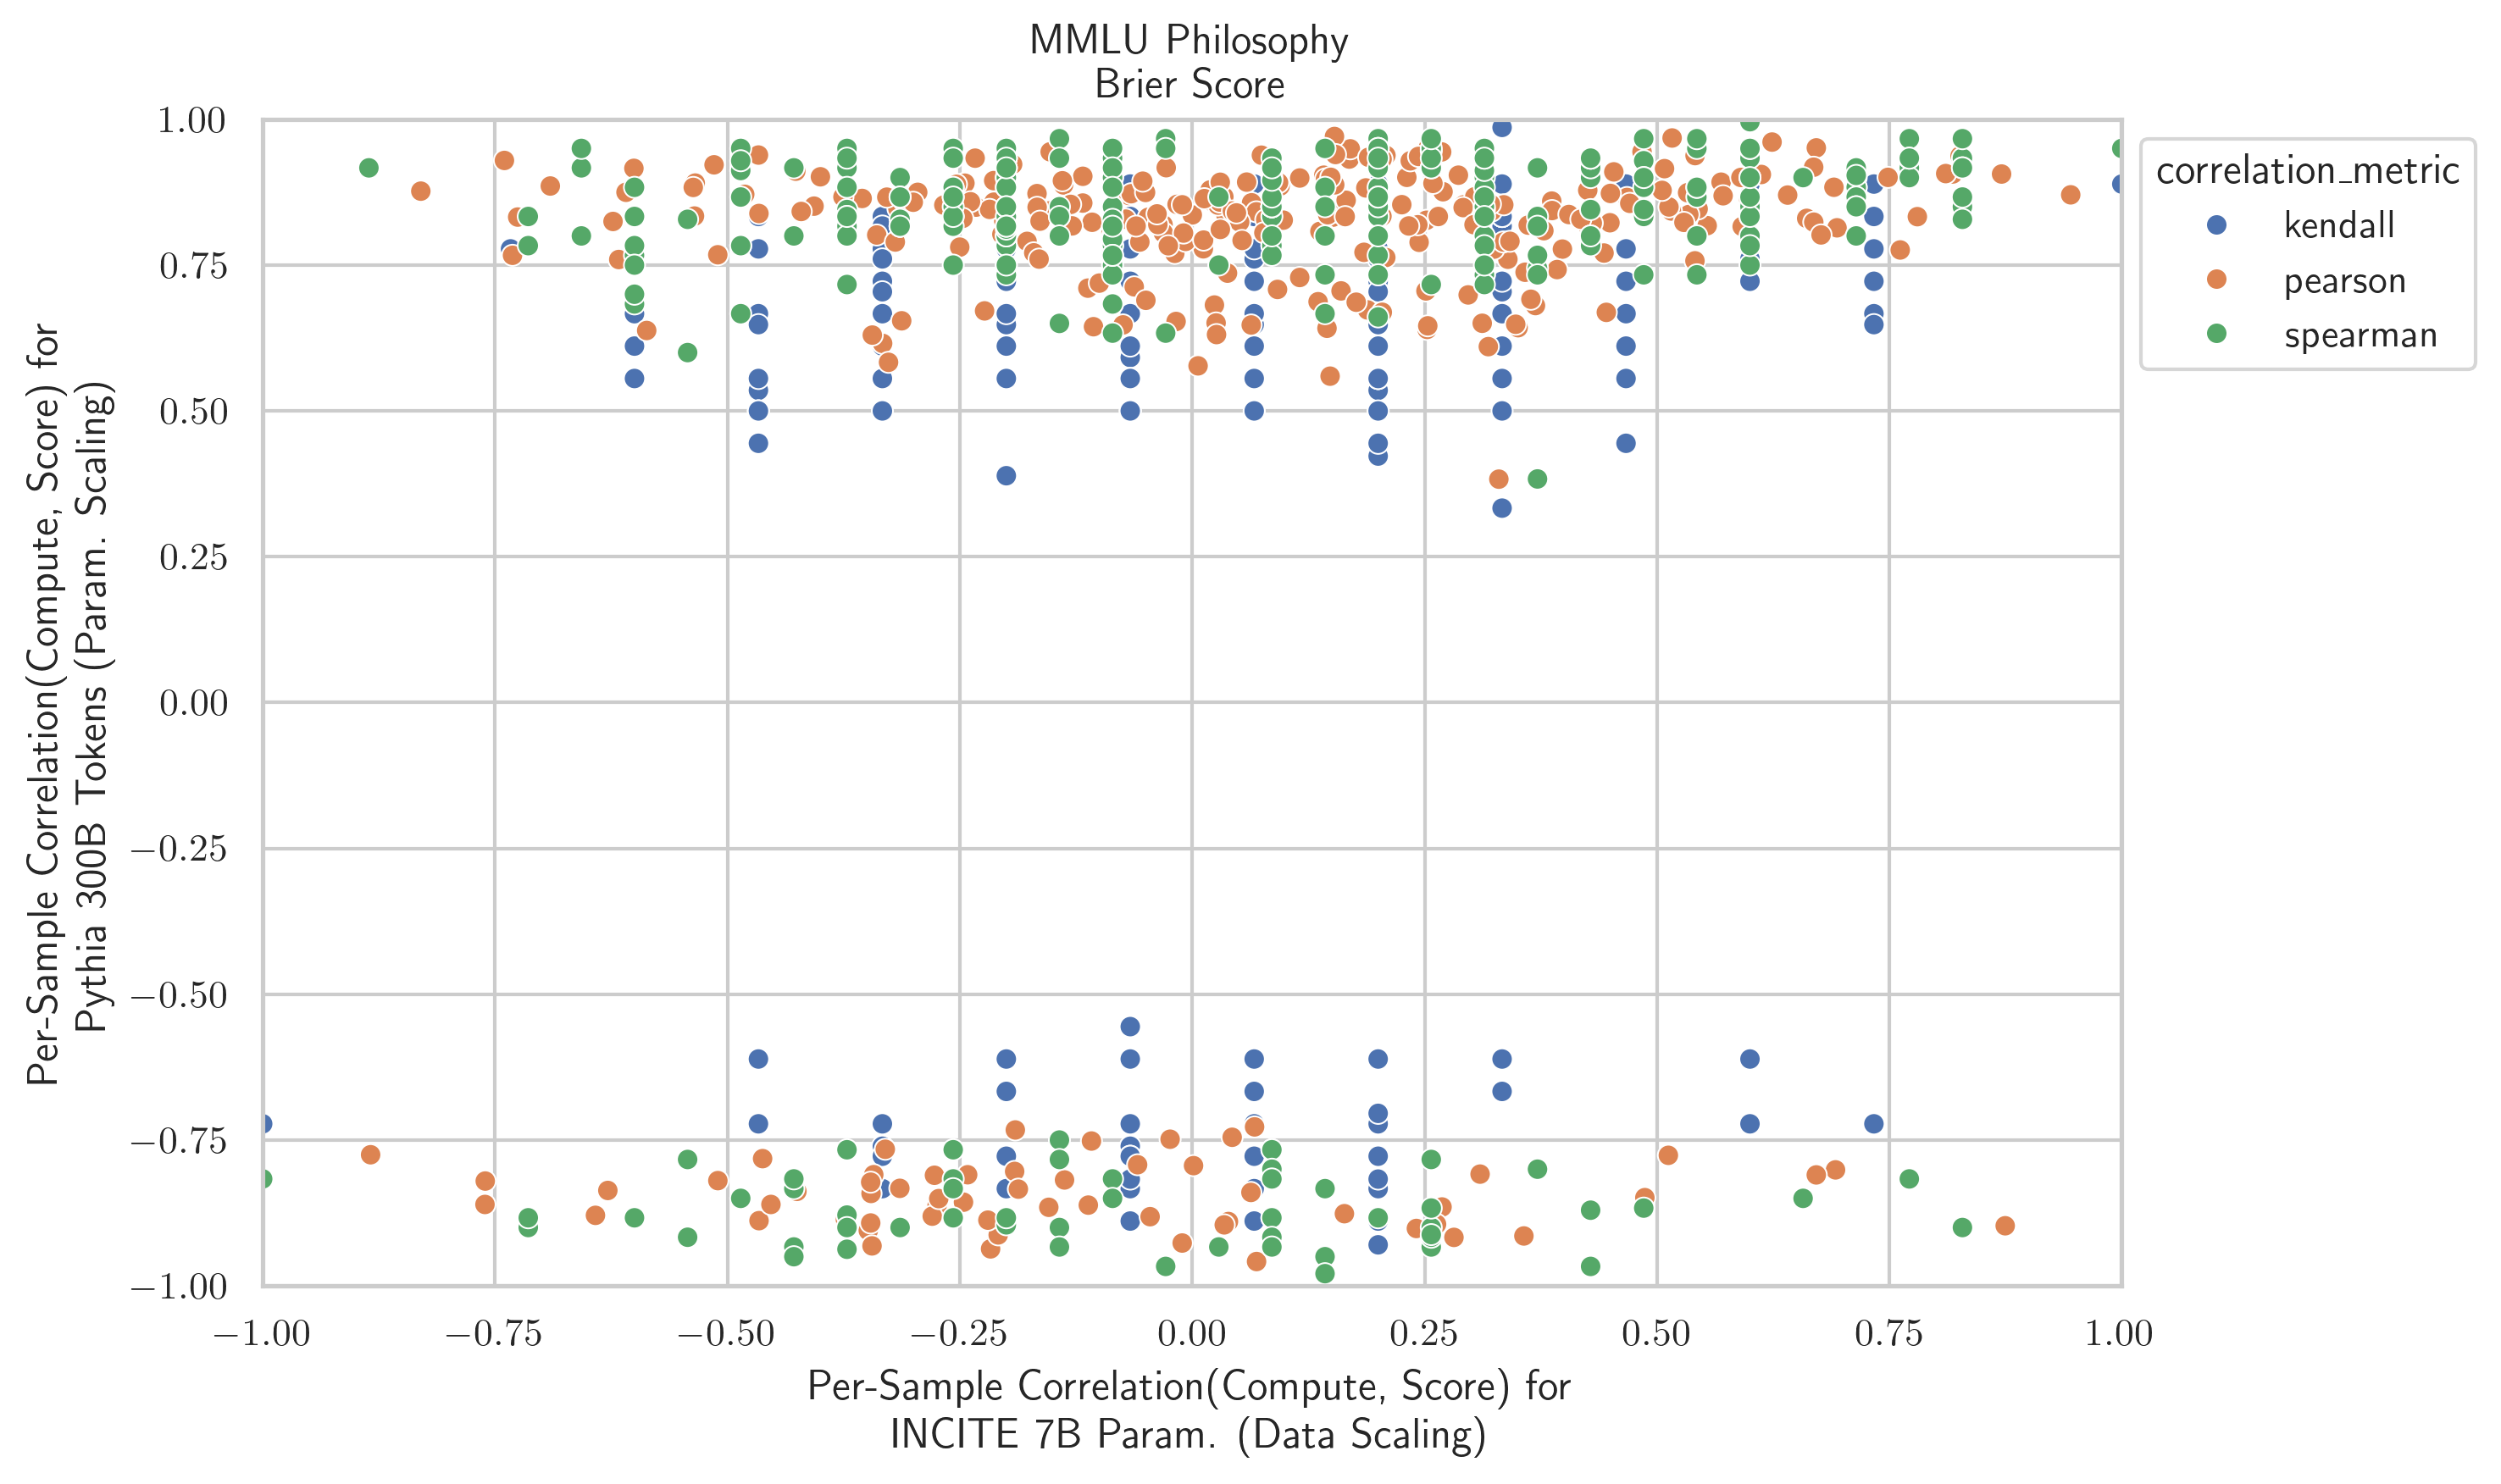 MMLU Philosophy
Brier Score
Per-Sample Correlation(Compute, Score) for
Pythia 300B Tokens (Param. Scaling)
1.00
0.75
0.50
0.25
0.00
−0.25
−0.50
−0.75
−1.00
−1.00 −0.75 −0.50 −0.25 0.00 0.25 0.50 0.75 1.00
Per-Sample Correlation(Compute, Score) for
INCITE 7B Param. (Data Scaling)
correlation_metric
kendall
pearson
spearman